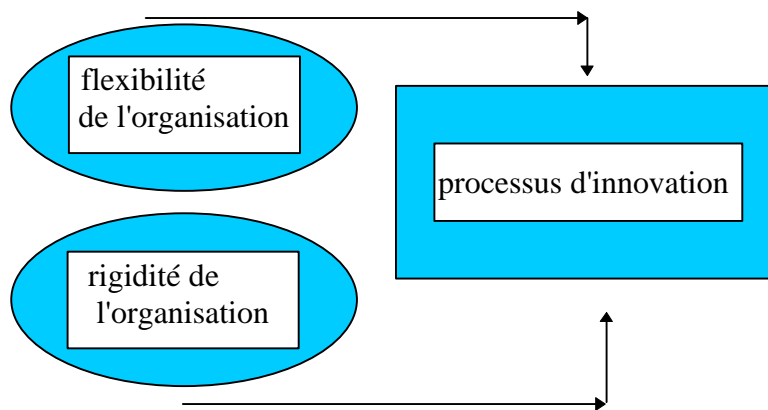 flexibilité
de l'organisation
processus d'innovation
rigidité de
l'organisation